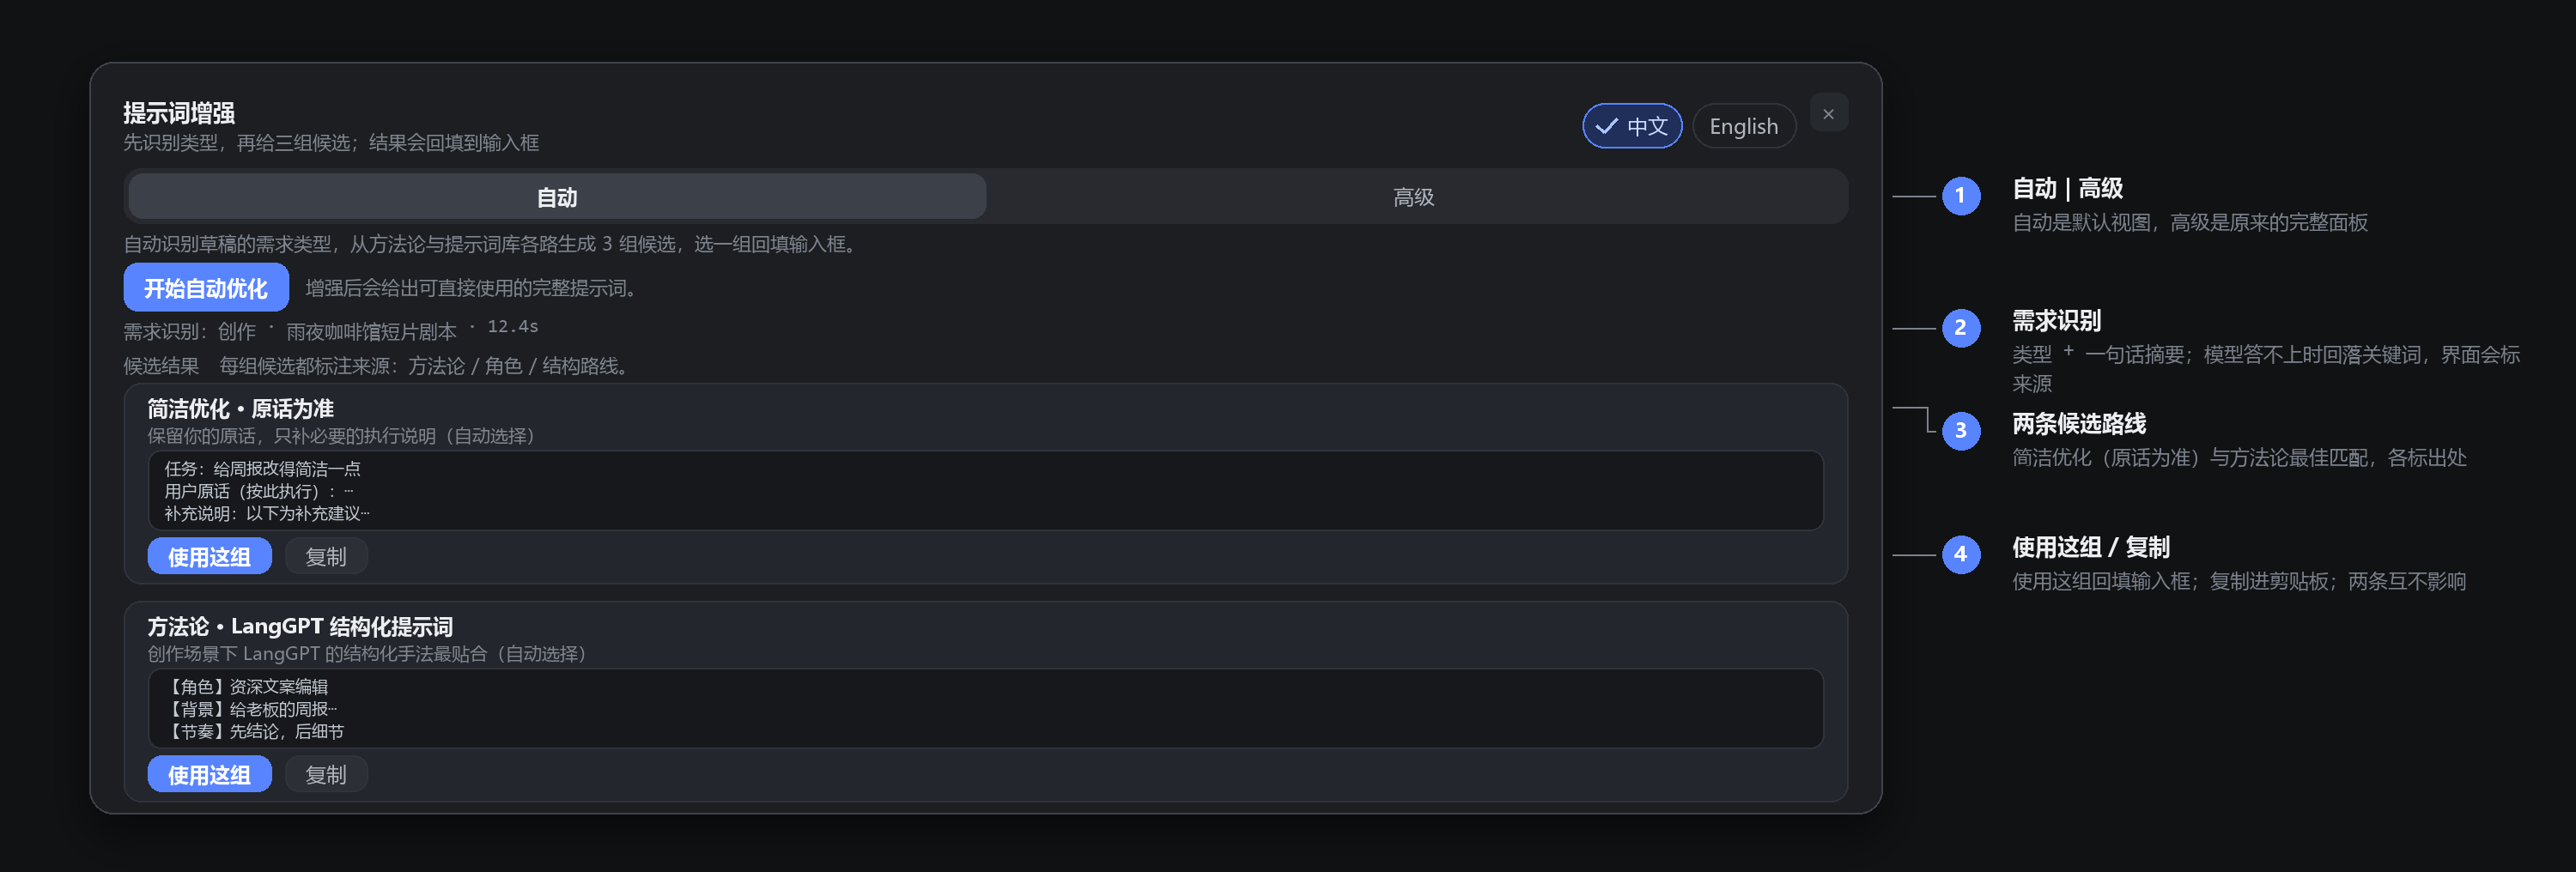 提示词增强
先识别类型，再给三组候选；结果会回填到输入框
中文
English
×
自动
高级
自动识别草稿的需求类型，从方法论与提示词库各路生成 3 组候选，选一组回填输入框。
开始自动优化
增强后会给出可直接使用的完整提示词。
需求识别：创作 · 雨夜咖啡馆短片剧本 · 12.4s
候选结果 每组候选都标注来源：方法论 / 角色 / 结构路线。
简洁优化 · 原话为准
保留你的原话，只补必要的执行说明（自动选择）
任务：给周报改得简洁一点
用户原话（按此执行）：…
补充说明：以下为补充建议…
使用这组
复制
方法论 · LangGPT 结构化提示词
创作场景下 LangGPT 的结构化手法最贴合（自动选择）
【角色】资深文案编辑
【背景】给老板的周报…
【节奏】先结论，后细节
使用这组
复制
1
自动 | 高级
自动是默认视图，高级是原来的完整面板
2
需求识别
类型 + 一句话摘要；模型答不上时回落关键词，界面会标
来源
3
两条候选路线
简洁优化（原话为准）与方法论最佳匹配，各标出处
4
使用这组 / 复制
使用这组回填输入框；复制进剪贴板；两条互不影响